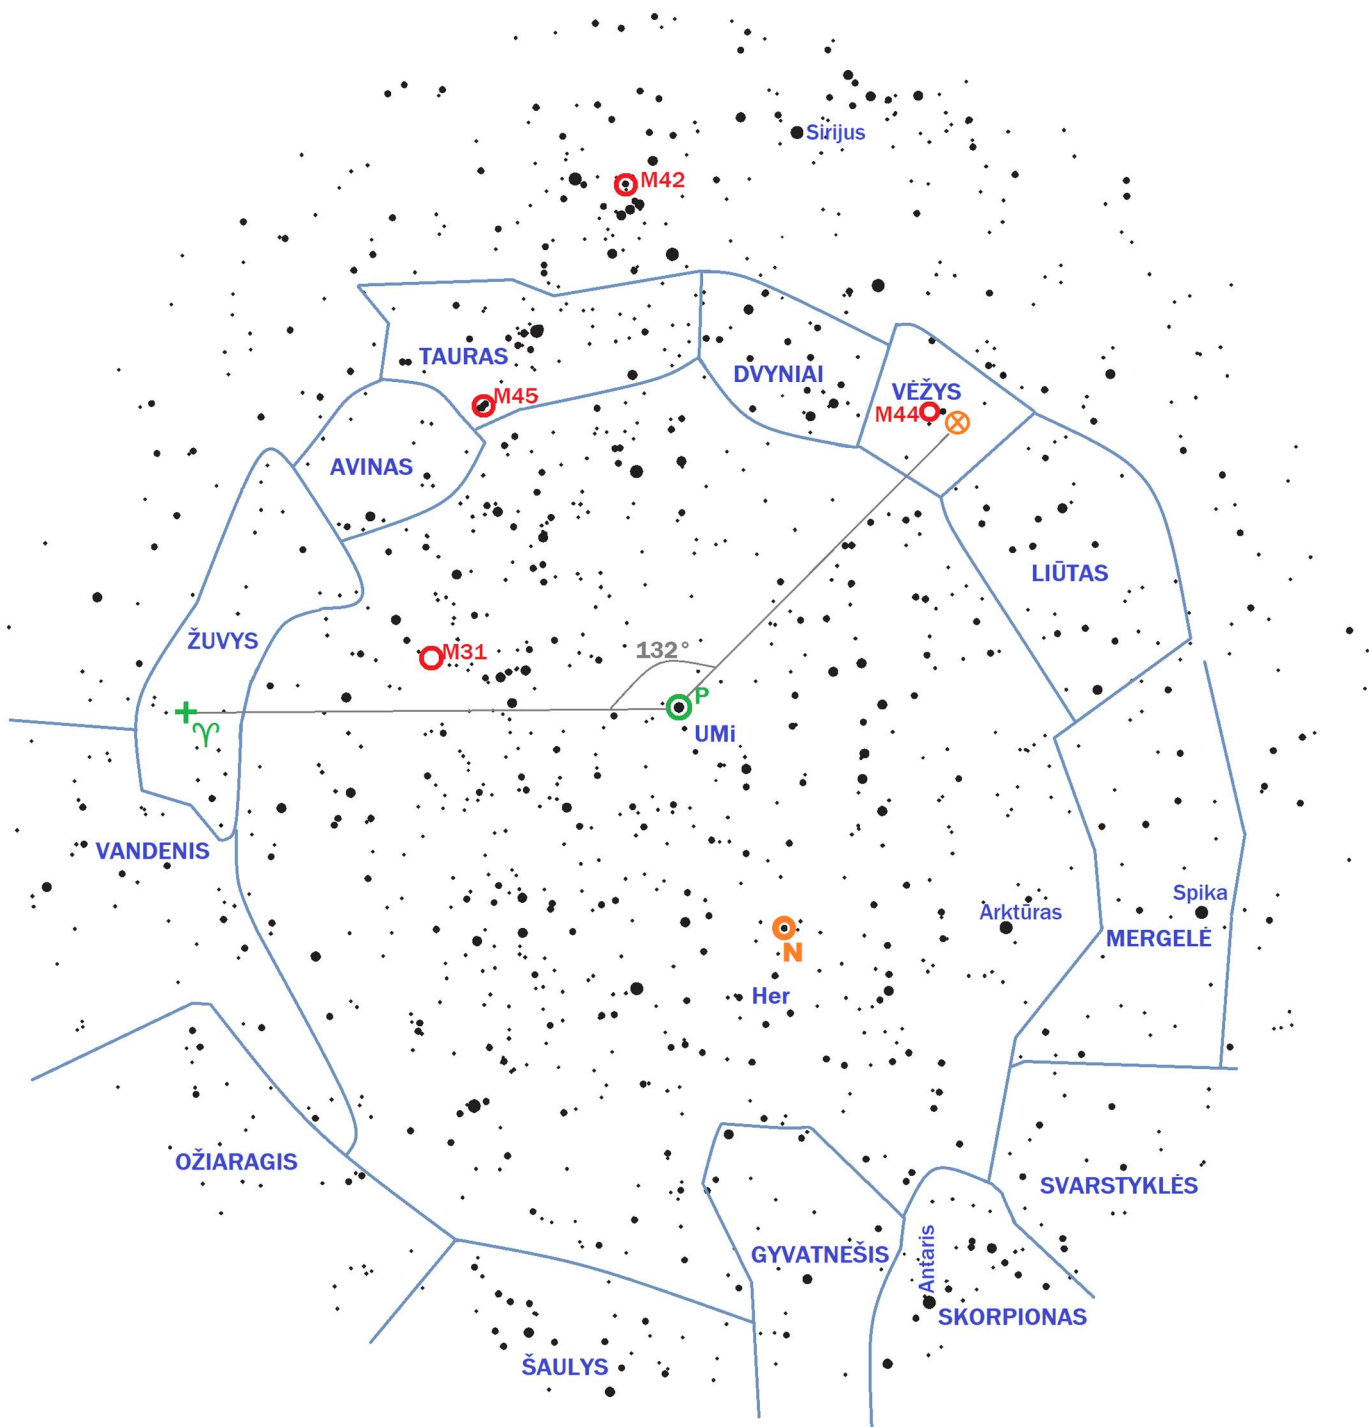 Sirijus
M42
TAURAS
DVYNIAI
VĖŽYS
M45
M44
AVINAS
LIŪTAS
ŽUVYS
M31
132°
P
UMi
♈
VANDENIS
Spika
Arktūras
MERGELĖ
N
Her
OŽIARAGIS
SVARSTYKLĖS
GYVATNEŠIS
Antaris
SKORPIONAS
ŠAULYS